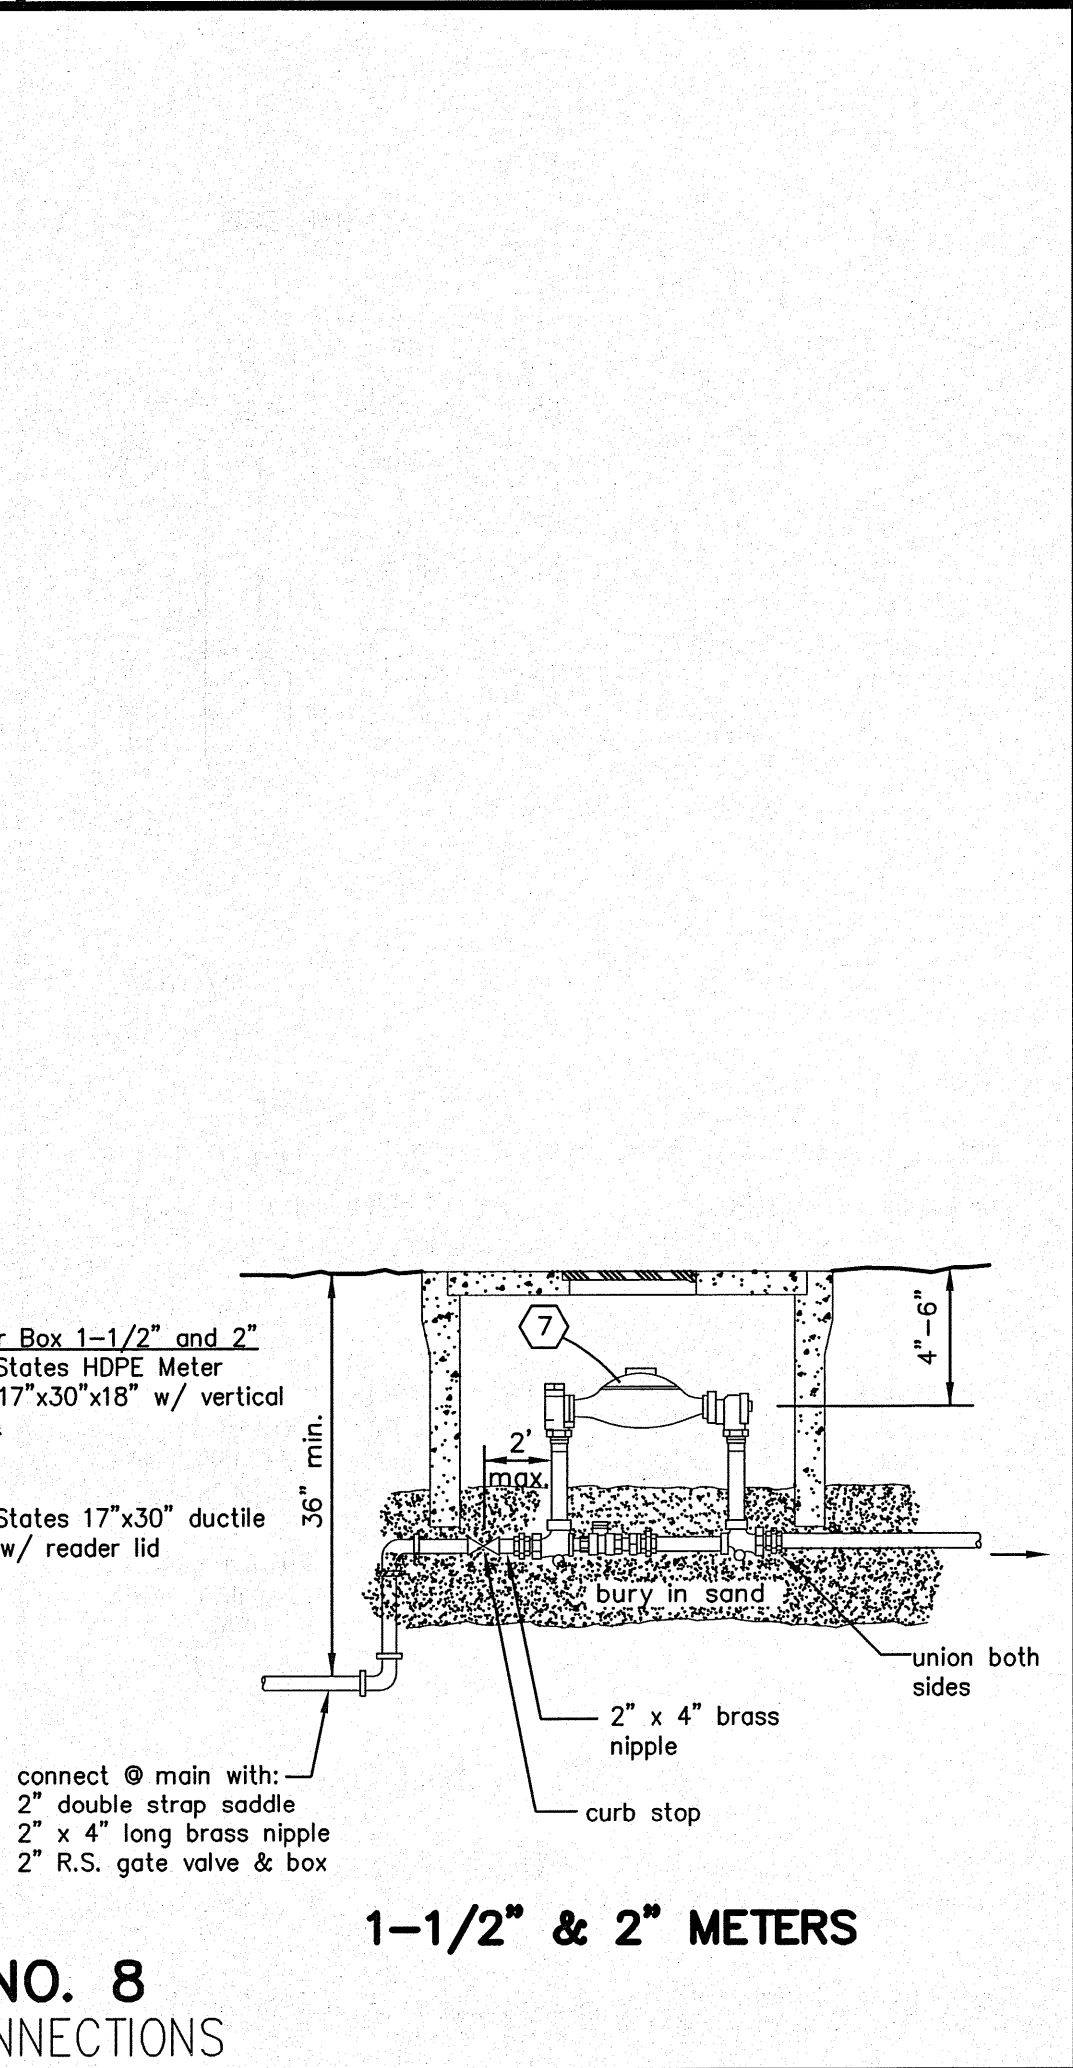 r Box 1-1/2" and 2"
States HDPE Meter
17"x30"x18" w/ vertical
States 17"x30" ductile
w/ reader lid
36" min.
7
2'
max.
4"-6"
bury in sand
union both
sides
2" x 4" brass
nipple
curb stop
connect @ main with:
2" double strap saddle
2" x 4" long brass nipple
2" R.S. gate valve & box
1-1/2" & 2" METERS
NO. 8
NNECTIONS